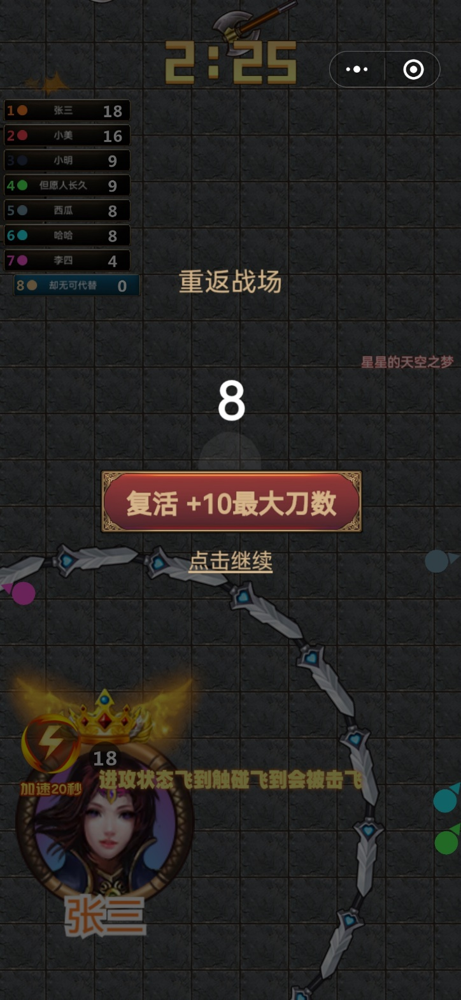 2:25
1 张三 18
2 小美 16
3 小明 9
4 但愿人长久 9
5 西瓜 8
6 哈哈 8
7 李四 4
8 却无可代替 0
重返战场
星星的天空之梦
8
复活 +10最大刀数
点击继续
18
进攻状态飞到触碰飞到会被击飞
加速20秒
张三